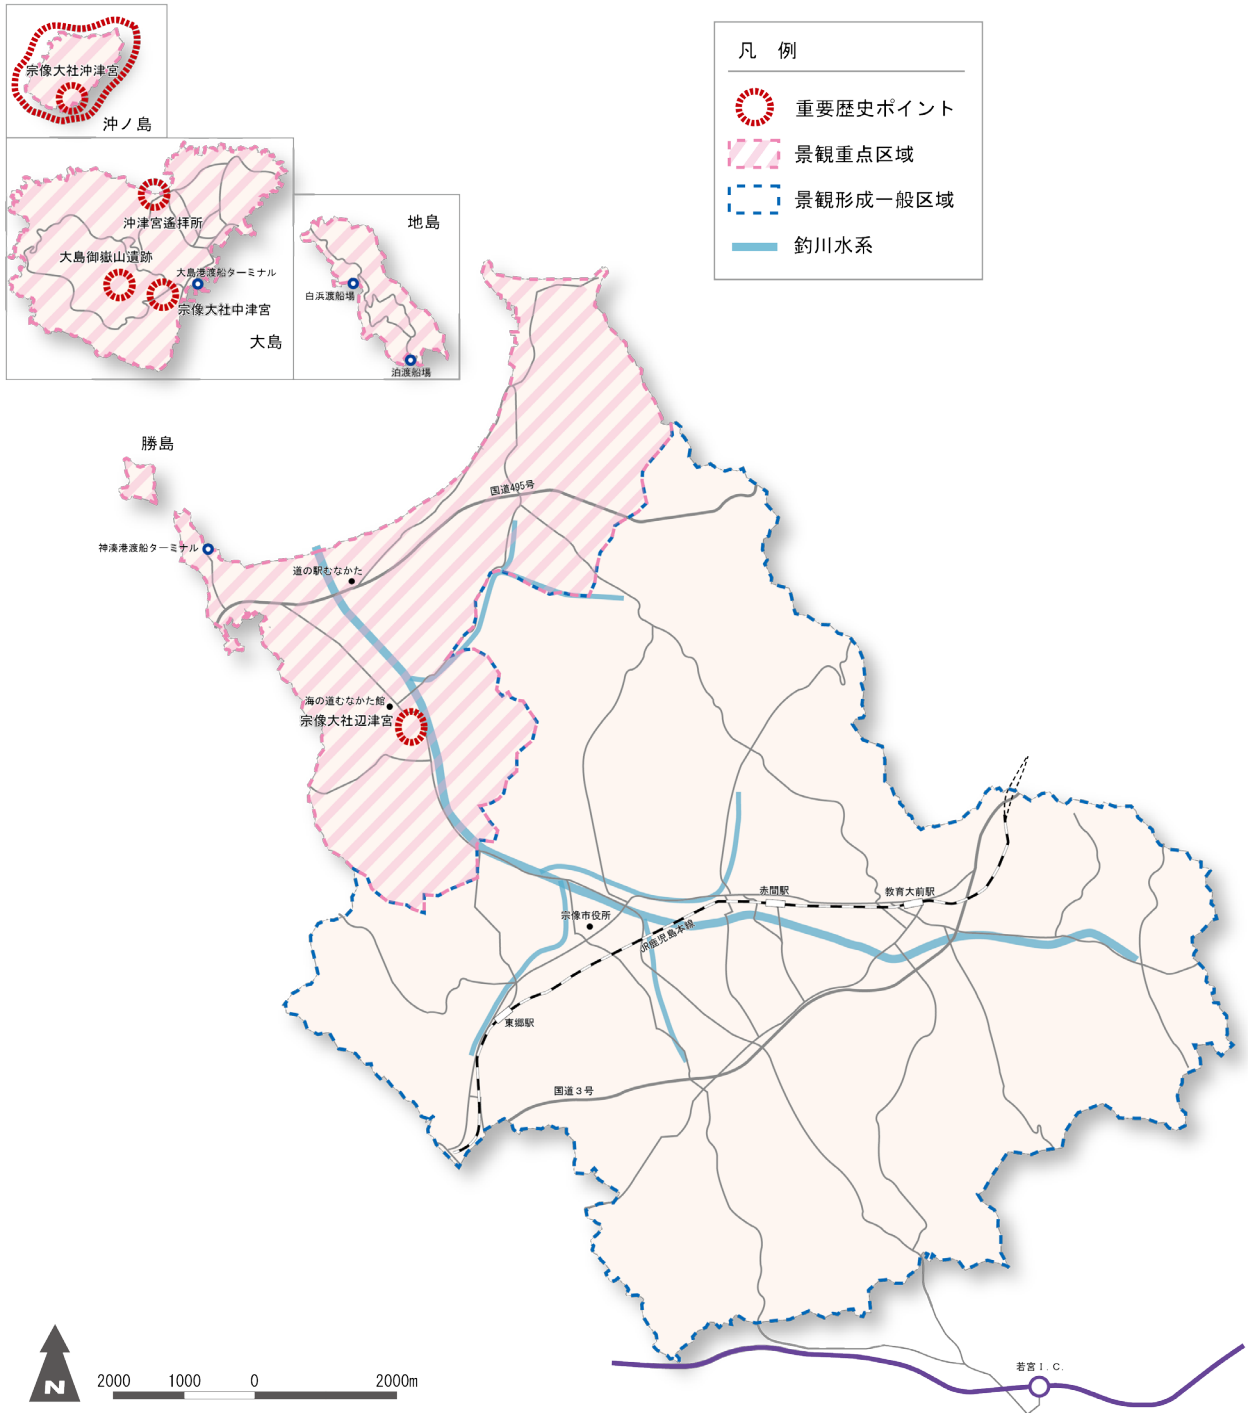 宗像大社沖津宮
沖ノ島
沖津宮遙拝所
大島御嶽山遺跡
大島港渡船ターミナル
宗像大社中津宮
大島
地島
白浜渡船場
泊渡船場
凡 例
重要歴史ポイント
景観重点区域
景観形成一般区域
釣川水系
勝島
国道495号
神湊港渡船ターミナル
道の駅むなかた
海の道むなかた館
宗像大社辺津宮
赤間駅
教育大前駅
宗像市役所
JR鹿児島本線
東郷駅
国道3号
若宮I.C.
N
2000 1000 0 2000m